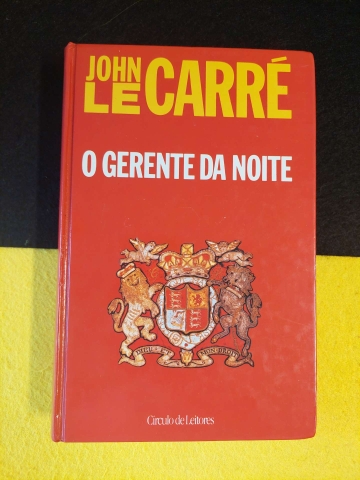 JOHN
LE CARRÉ
O GERENTE DA NOITE
Círculo de Leitores